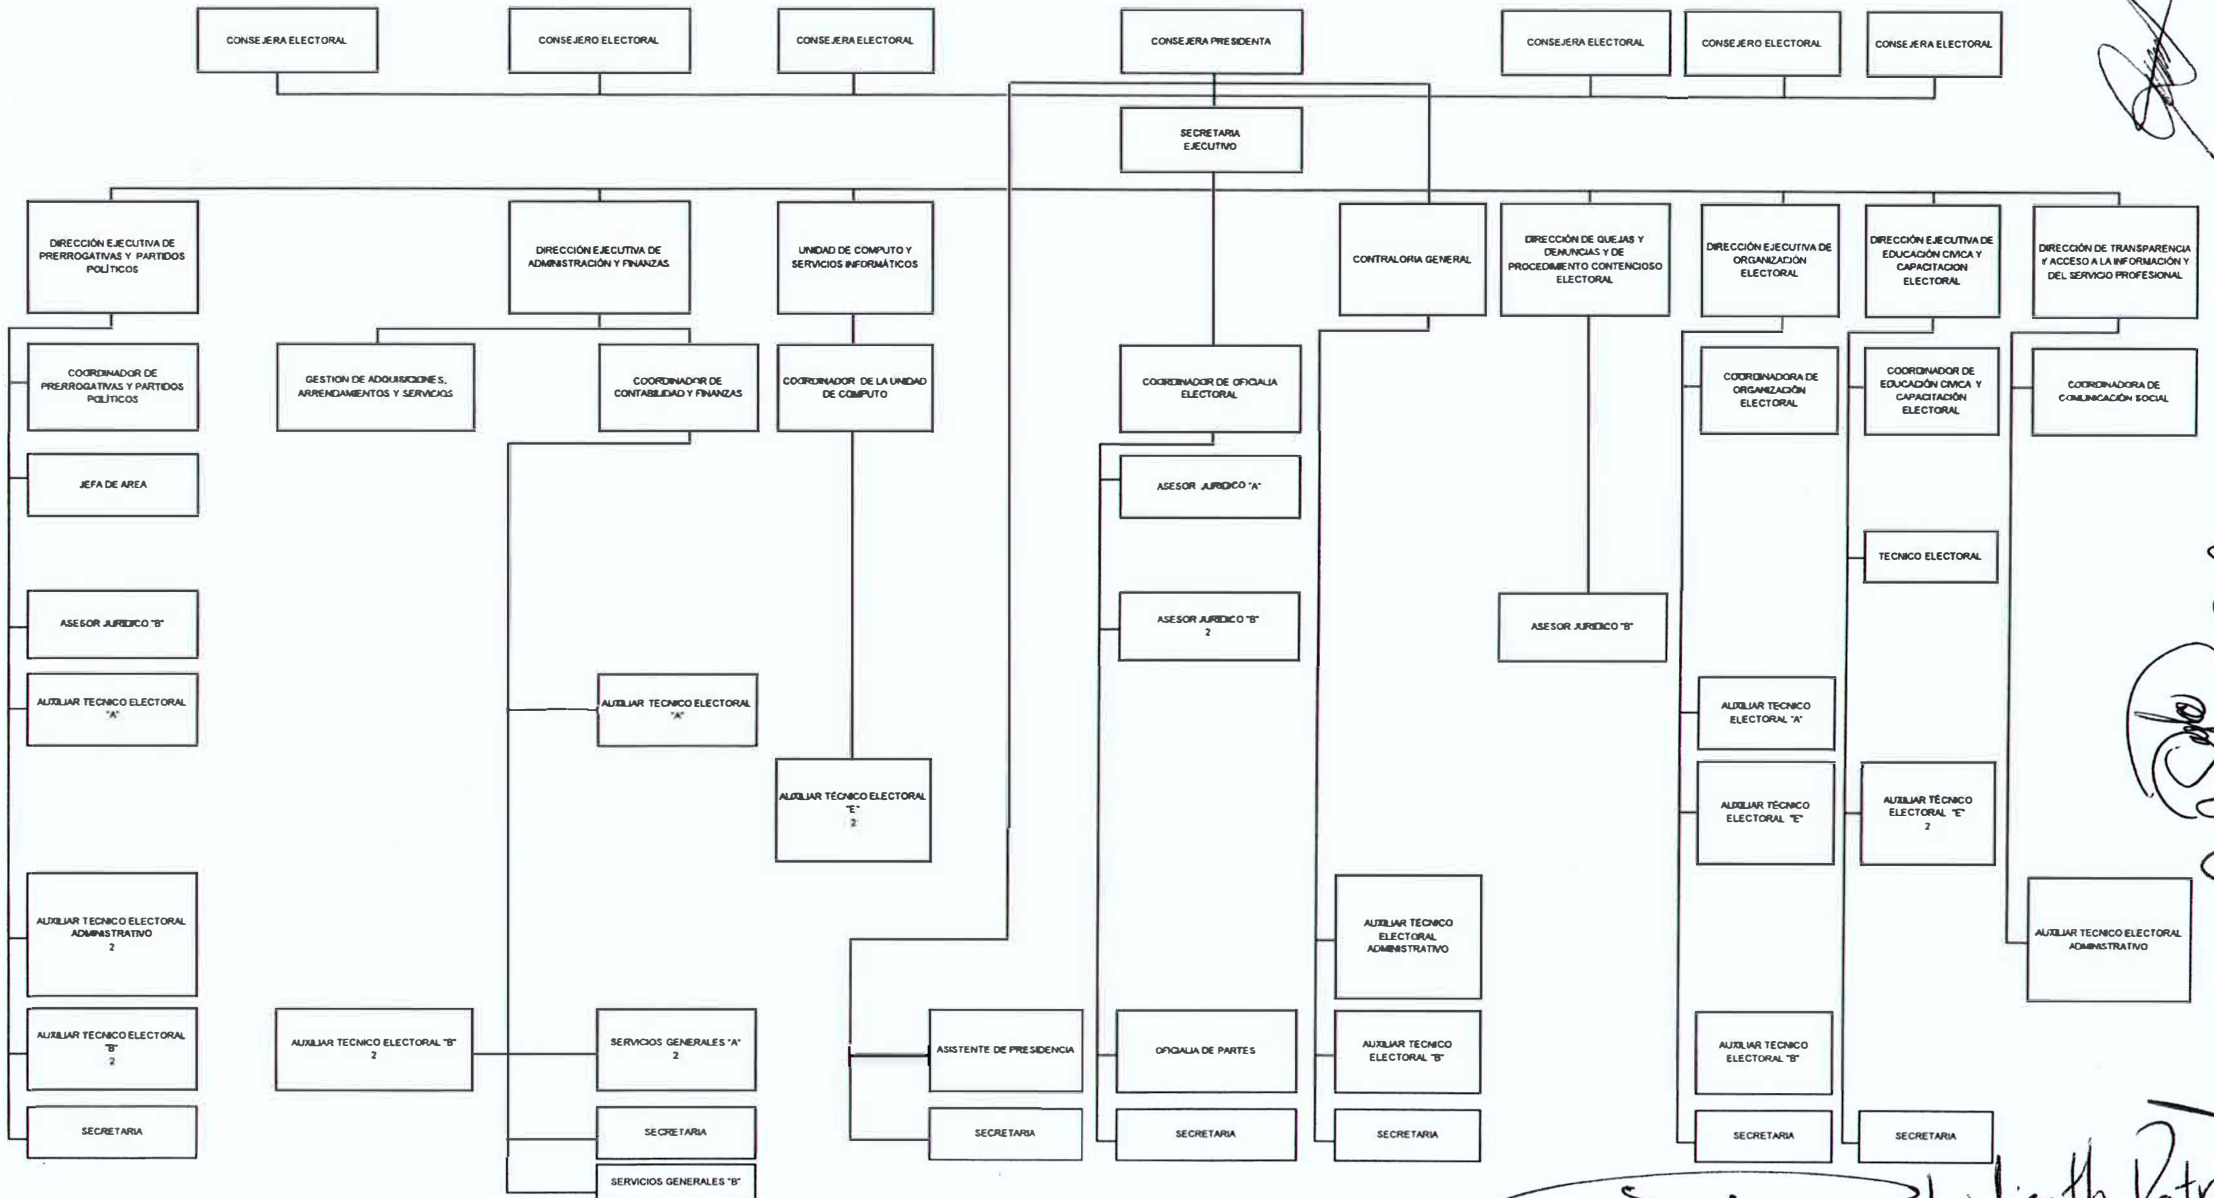 CONSEJERA ELECTORAL
CONSEJERO ELECTORAL
CONSEJERA ELECTORAL
CONSEJERA PRESIDENTA
CONSEJERA ELECTORAL
CONSEJERO ELECTORAL
CONSEJERA ELECTORAL
SECRETARIA
EJECUTIVO
DIRECCIÓN EJECUTIVA DE
PRERROGATIVAS Y PARTIDOS
POLÍTICOS
DIRECCIÓN EJECUTIVA DE
ADMINISTRACIÓN Y FINANZAS
UNIDAD DE COMPUTO Y
SERVICIOS INFORMÁTICOS
CONTRALORIA GENERAL
DIRECCIÓN DE QUEJAS Y
DENUNCIAS Y DE
PROCEDIMIENTO CONTENCIOSO
ELECTORAL
DIRECCIÓN EJECUTIVA DE
ORGANIZACIÓN
ELECTORAL
DIRECCIÓN EJECUTIVA DE
EDUCACIÓN CIVICA Y
CAPACITACION
ELECTORAL
DIRECCIÓN DE TRANSPARENCIA
Y ACCESO A LA INFORMACIÓN Y
DEL SERVICIO PROFESIONAL
COORDINADOR DE
PRERROGATIVAS Y PARTIDOS
POLÍTICOS
GESTION DE ADQUISICIONES,
ARRENDAMIENTOS Y SERVICIOS
COORDINADOR DE
CONTABILIDAD Y FINANZAS
COORDINADOR DE LA UNIDAD
DE COMPUTO
COORDINADOR DE OFICIALIA
ELECTORAL
COORDINADORA DE
ORGANIZACIÓN
ELECTORAL
COORDINADOR DE
EDUCACIÓN CIVICA Y
CAPACITACIÓN
ELECTORAL
COORDINADORA DE
COMUNICACIÓN SOCIAL
JEFA DE AREA
ASESOR JURIDICO "A"
TECNICO ELECTORAL
ASESOR JURIDICO "B"
ASESOR JURIDICO "B"
2
ASESOR JURIDICO "B"
AUXILIAR TECNICO ELECTORAL
"A"
AUXILIAR TECNICO ELECTORAL
"A"
AUXILIAR TECNICO
ELECTORAL "A"
AUXILIAR TÉCNICO ELECTORAL
"E"
2
AUXILIAR TÉCNICO
ELECTORAL "E"
AUXILIAR TÉCNICO
ELECTORAL "E"
2
AUXILIAR TECNICO ELECTORAL
ADMINISTRATIVO
2
AUXILIAR TECNICO
ELECTORAL
ADMINISTRATIVO
AUXILIAR TECNICO ELECTORAL
ADMINISTRATIVO
AUXILIAR TECNICO ELECTORAL
"B"
2
AUXILIAR TECNICO ELECTORAL "B"
2
SERVICIOS GENERALES "A"
2
ASISTENTE DE PRESIDENCIA
OFICIALIA DE PARTES
AUXILIAR TECNICO
ELECTORAL "B"
AUXILIAR TECNICO
ELECTORAL "B"
SECRETARIA
SECRETARIA
SECRETARIA
SECRETARIA
SECRETARIA
SECRETARIA
SECRETARIA
SERVICIOS GENERALES "B"